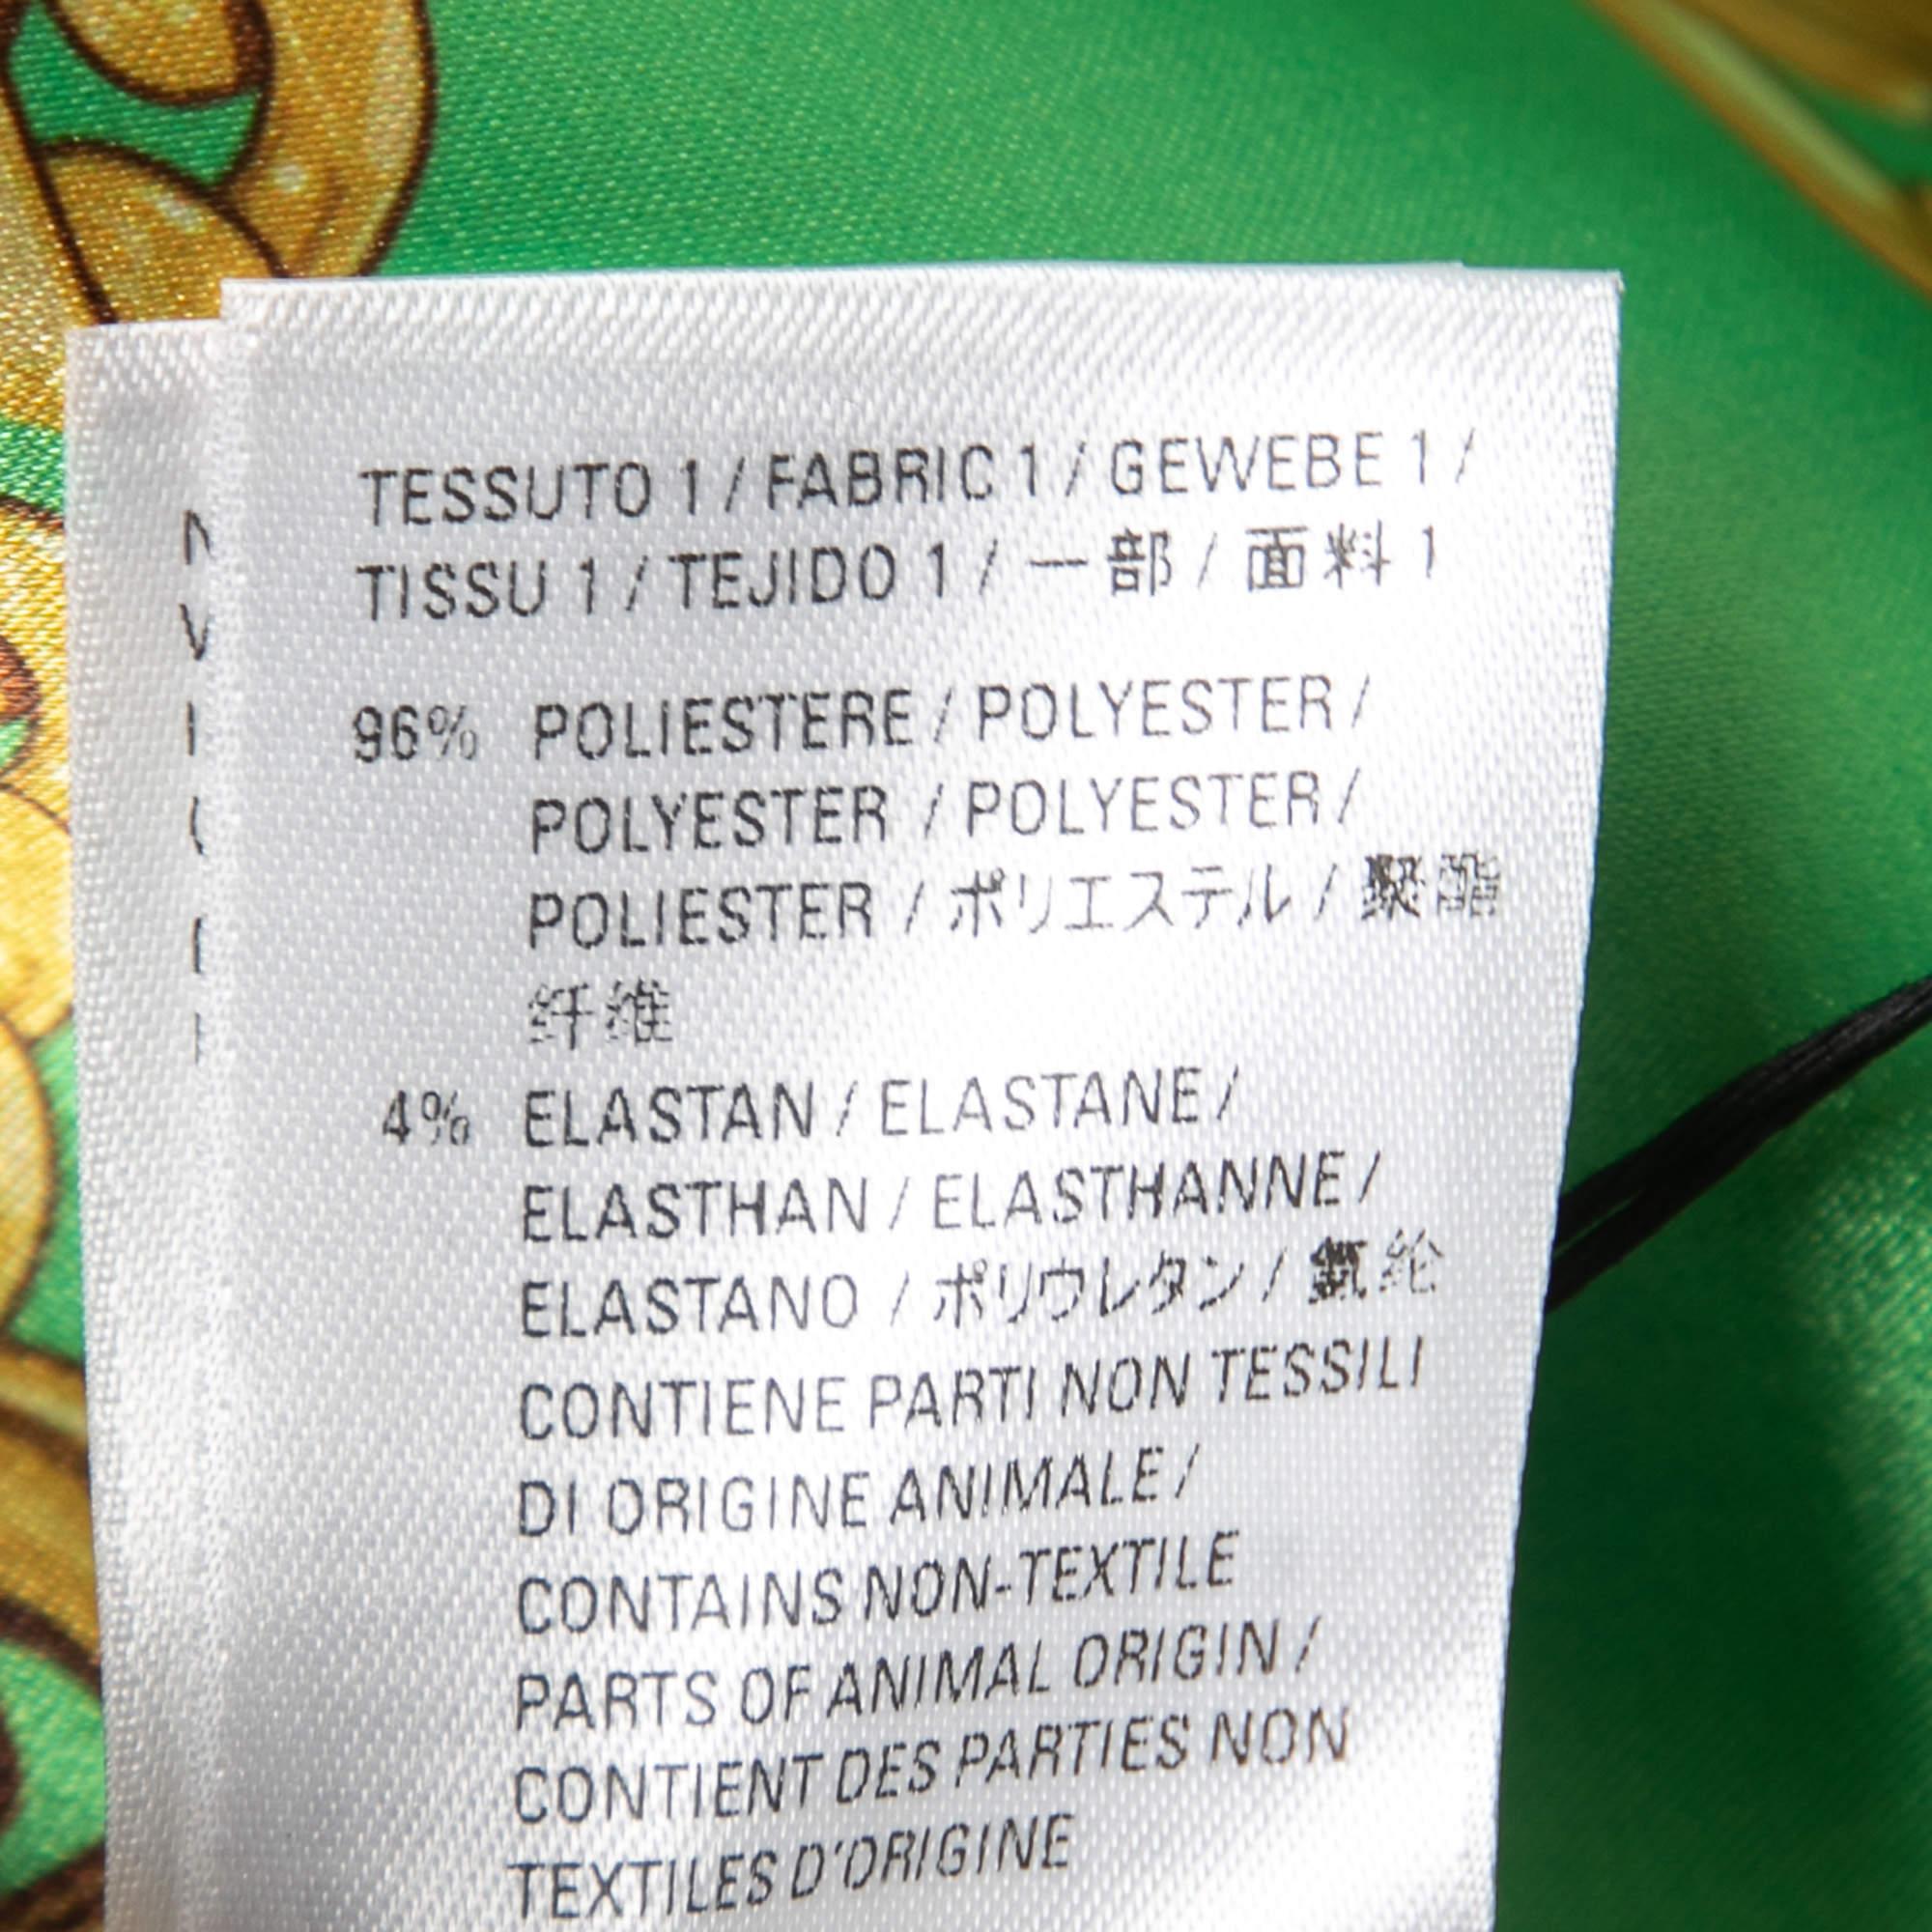 TESSUTO 1 / FABRIC 1 / GEWEBE 1 /
TISSU 1 / TEJIDO 1 / 一部 / 面料 1
96% POLIESTERE / POLYESTER /
POLYESTER / POLYESTER /
POLIESTER / ポリエステル / 聚酯
纤维
4% ELASTAN / ELASTANE /
ELASTHAN / ELASTHANNE /
ELASTANO / ポリウレタン / 氨纶
CONTIENE PARTI NON TESSILI
DI ORIGINE ANIMALE /
CONTAINS NON-TEXTILE
PARTS OF ANIMAL ORIGIN /
CONTIENT DES PARTIES NON
TEXTILES D'ORIGINE